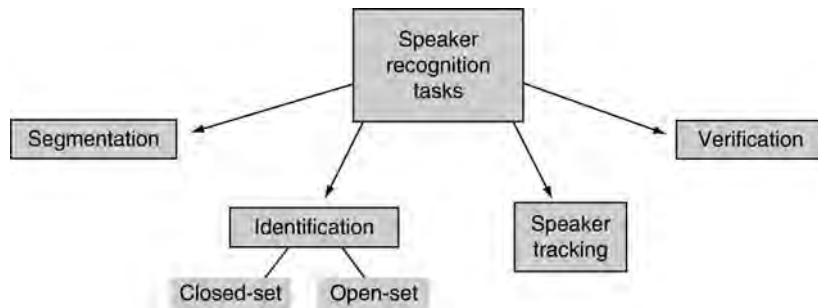 Speaker
recognition
tasks
Segmentation
Verification
Identification
Speaker
tracking
Closed-set
Open-set